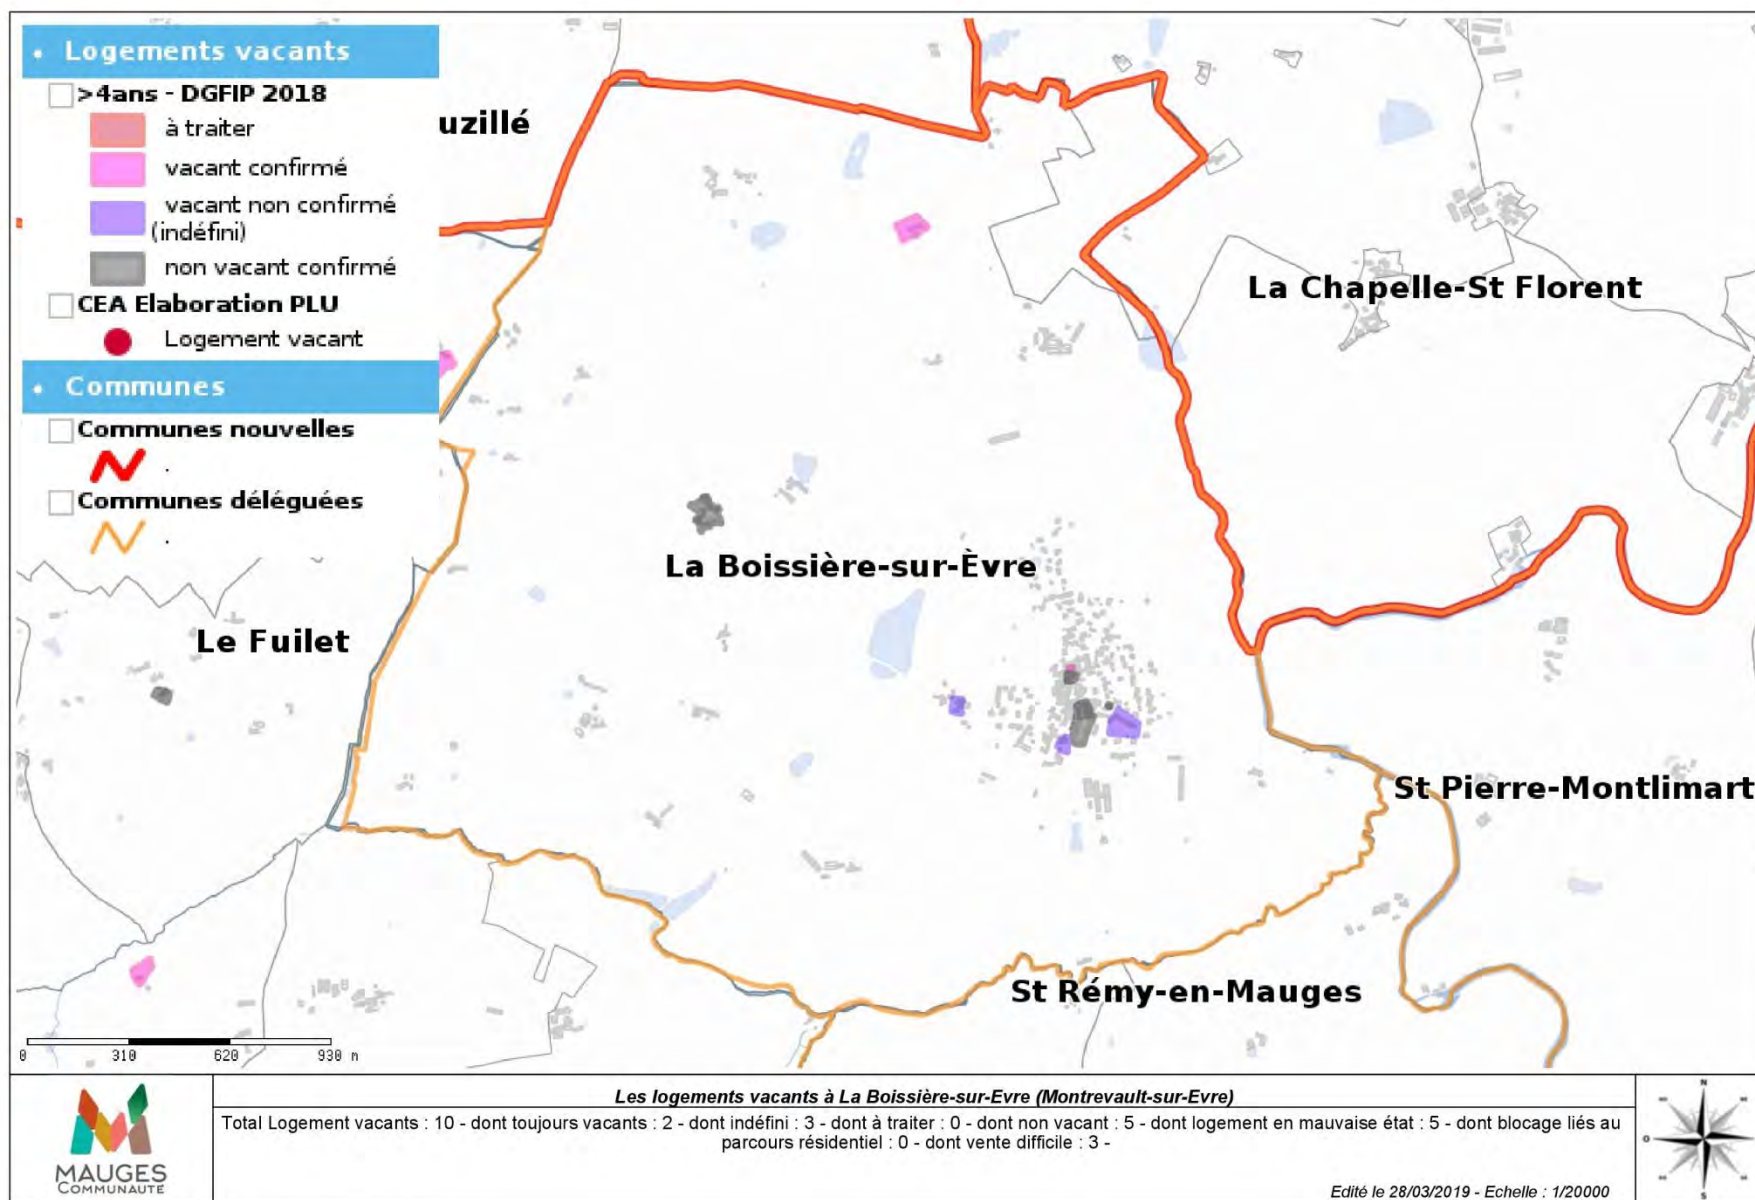 • Logements vacants
>4ans - DGFIP 2018
à traiter
vacant confirmé
vacant non confirmé
(indéfini)
non vacant confirmé
CEA Elaboration PLU
Logement vacant
• Communes
Communes nouvelles
.
Communes déléguées
.
uzillé
La Chapelle-St Florent
La Boissière-sur-Èvre
Le Fuilet
St Pierre-Montlimart
St Rémy-en-Mauges
0 310 620 930 m
MAUGES
COMMUNAUTÉ
Les logements vacants à La Boissière-sur-Evre (Montrevault-sur-Evre)
Total Logement vacants : 10 - dont toujours vacants : 2 - dont indéfini : 3 - dont à traiter : 0 - dont non vacant : 5 - dont logement en mauvaise état : 5 - dont blocage liés au
parcours résidentiel : 0 - dont vente difficile : 3 -
Edité le 28/03/2019 - Echelle : 1/20000
N
O
S